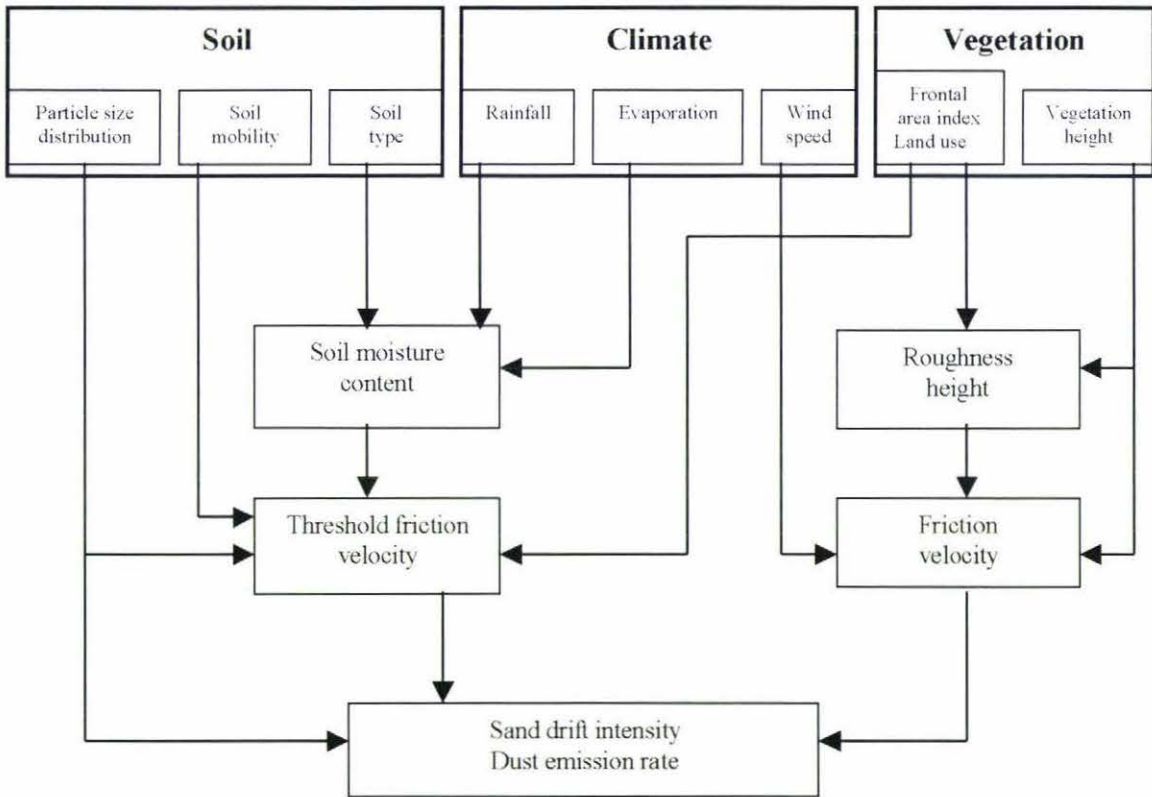 Soil
Climate
Vegetation
Particle size
distribution
Soil
mobility
Soil
type
Rainfall
Evaporation
Wind
speed
Frontal
area index
Land use
Vegetation
height
Soil moisture
content
Roughness
height
Threshold friction
velocity
Friction
velocity
Sand drift intensity
Dust emission rate